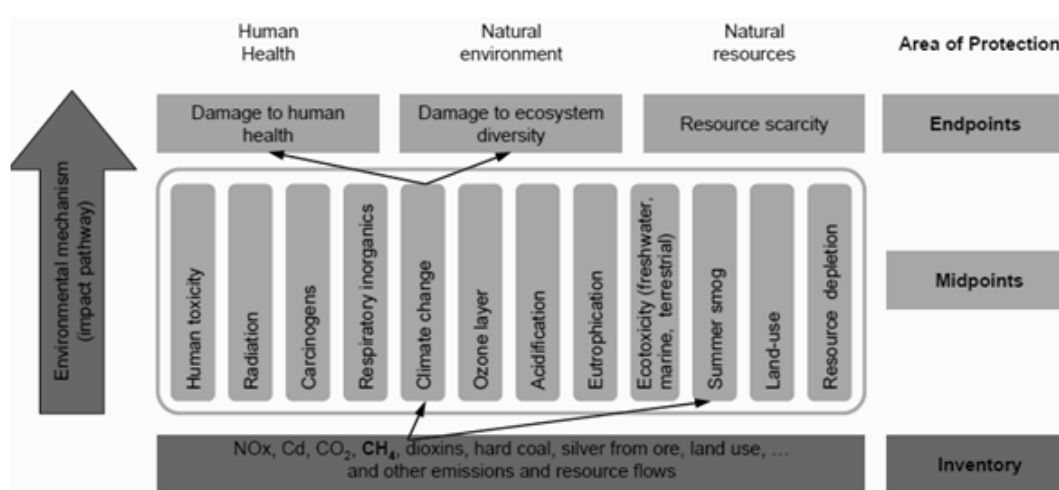 Human
Health
Natural
environment
Natural
resources
Area of Protection
Damage to human
health
Damage to ecosystem
diversity
Resource scarcity
Endpoints
Environmental mechanism
(impact pathway)
Human toxicity
Radiation
Carcinogens
Respiratory inorganics
Climate change
Ozone layer
Acidification
Eutrophication
Ecotoxicity (freshwater,
marine, terrestrial)
Summer smog
Land-use
Resource depletion
Midpoints
NOx, Cd, CO₂, CH₄, dioxins, hard coal, silver from ore, land use, …
and other emissions and resource flows
Inventory